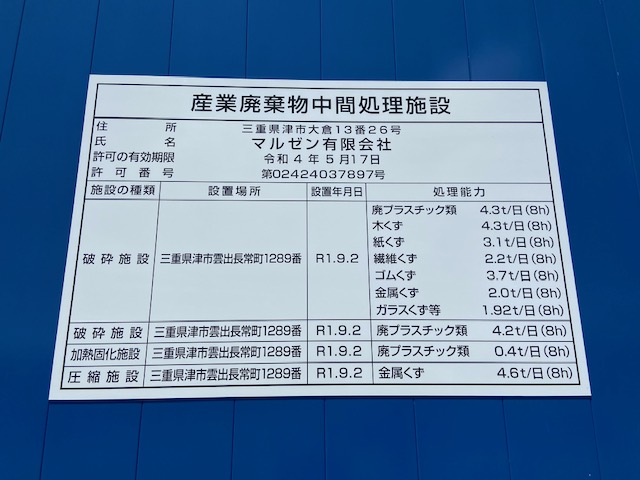 産業廃棄物中間処理施設
住所 三重県津市大倉13番26号
氏名 マルゼン有限会社
許可の有効期限 令和4年5月17日
許可番号 第02424037897号
施設の種類 設置場所 設置年月日 処理能力
破砕施設 三重県津市雲出長常町1289番 R1.9.2 廃プラスチック類 4.3t/日(8h)
木くず 4.3t/日(8h)
紙くず 3.1t/日(8h)
繊維くず 2.2t/日(8h)
ゴムくず 3.7t/日(8h)
金属くず 2.0t/日(8h)
ガラスくず等 1.92t/日(8h)
破砕施設 三重県津市雲出長常町1289番 R1.9.2 廃プラスチック類 4.2t/日(8h)
加熱固化施設 三重県津市雲出長常町1289番 R1.9.2 廃プラスチック類 0.4t/日(8h)
圧縮施設 三重県津市雲出長常町1289番 R1.9.2 金属くず 4.6t/日(8h)